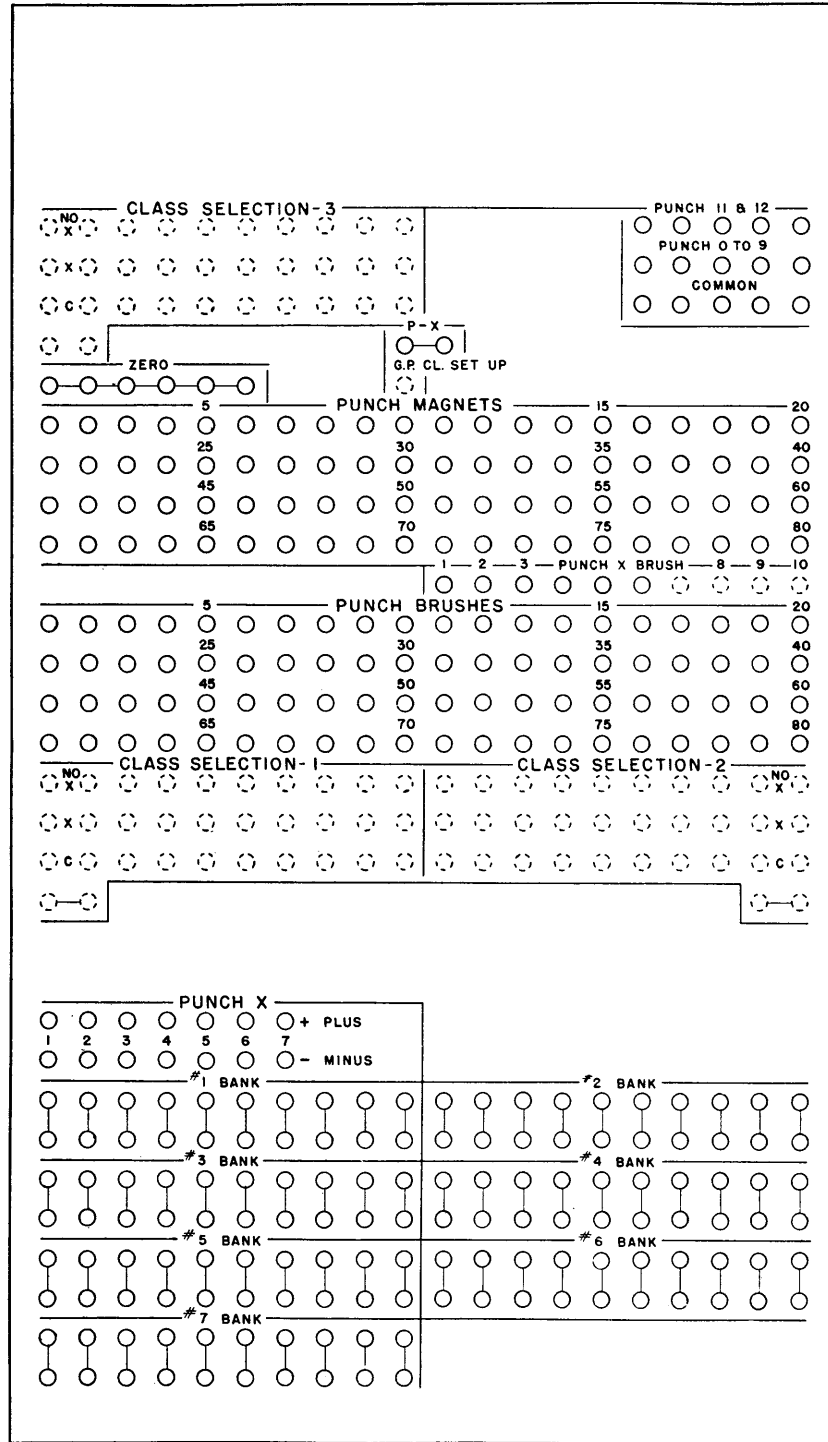 CLASS SELECTION-3
PUNCH 11 & 12
NO
X
PUNCH 0 TO 9
X
COMMON
C
P-X
ZERO
G.P. CL. SET UP
5 PUNCH MAGNETS 15 20
25 30 35 40
45 50 55 60
65 70 75 80
1 2 3 PUNCH X BRUSH 8 9 10
5 PUNCH BRUSHES 15 20
25 30 35 40
45 50 55 60
65 70 75 80
CLASS SELECTION-1 CLASS SELECTION-2
NO NO
X X
X X
C C
PUNCH X
+ PLUS
1 2 3 4 5 6 7
- MINUS
#1 BANK #2 BANK
#3 BANK #4 BANK
#5 BANK #6 BANK
#7 BANK